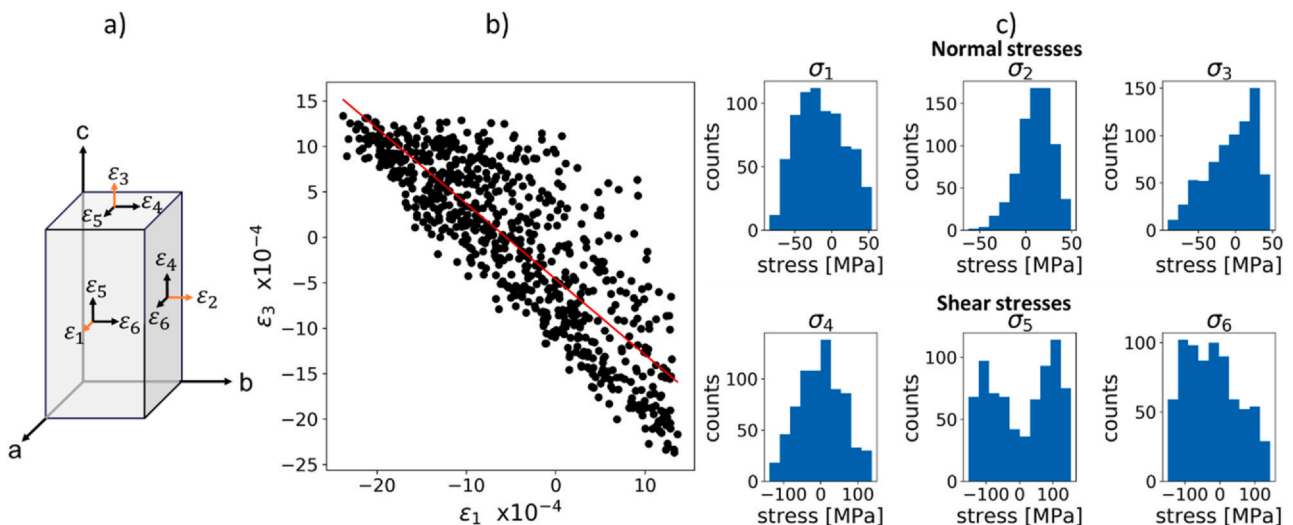 a)
c
ε3
ε5
ε4
ε5
ε4
ε6
ε2
ε1
ε6
b
a
b)
15
10
5
0
−5
−10
−15
−20
−25
ε3 x10-4
−20
−10
0
10
ε1 x10-4
c)
Normal stresses
σ1
100
50
0
counts
−50 0 50
stress [MPa]
σ2
150
100
50
0
counts
−50 0 50
stress [MPa]
σ3
150
100
50
0
counts
−50 0 50
stress [MPa]
Shear stresses
σ4
100
50
0
counts
−100 0 100
stress [MPa]
σ5
100
50
0
counts
−100 0 100
stress [MPa]
σ6
100
50
0
counts
−100 0 100
stress [MPa]